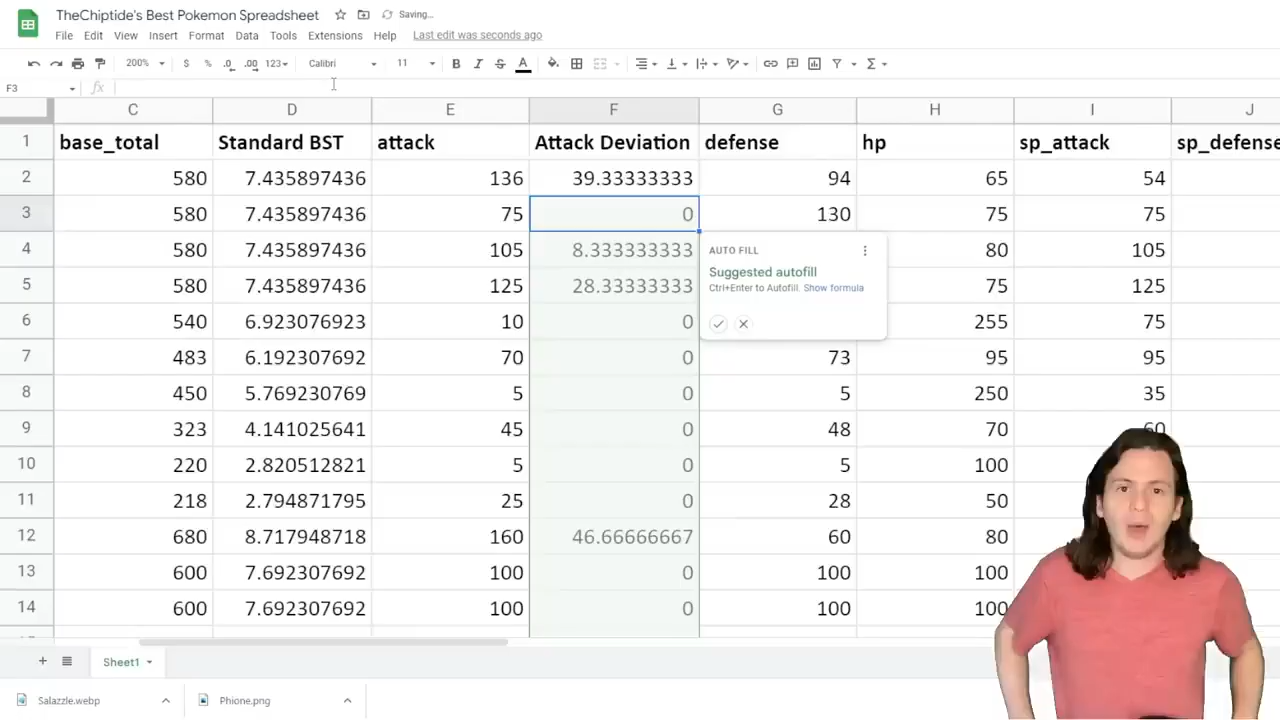 TheChiptide's Best Pokemon Spreadsheet Saving...
File Edit View Insert Format Data Tools Extensions Help Last edit was seconds ago
200% $ % .0 .00 123 Calibri 11 B I S A Σ
F3 fx
C D E F G H I J
1 base_total Standard BST attack Attack Deviation defense hp sp_attack sp_defense
2 580 7.435897436 136 39.33333333 94 65 54
3 580 7.435897436 75 0 130 75 75
4 580 7.435897436 105 8.333333333 80 105
5 580 7.435897436 125 28.33333333 75 125
AUTO FILL
Suggested autofill
Ctrl+Enter to Autofill. Show formula
6 540 6.923076923 10 0 255 75
7 483 6.192307692 70 0 73 95 95
8 450 5.769230769 5 0 5 250 35
9 323 4.141025641 45 0 48 70 60
10 220 2.820512821 5 0 5 100
11 218 2.794871795 25 0 28 50
12 680 8.717948718 160 46.66666667 60 80
13 600 7.692307692 100 0 100 100
14 600 7.692307692 100 0 100 100
Sheet1
Salazzle.webp Phione.png